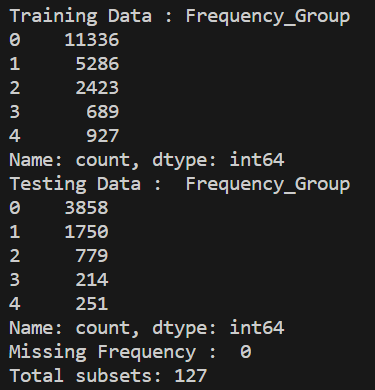 Training Data : Frequency_Group
0    11336
1     5286
2     2423
3      689
4      927
Name: count, dtype: int64
Testing Data :  Frequency_Group
0    3858
1    1750
2     779
3     214
4     251
Name: count, dtype: int64
Missing Frequency :  0
Total subsets: 127